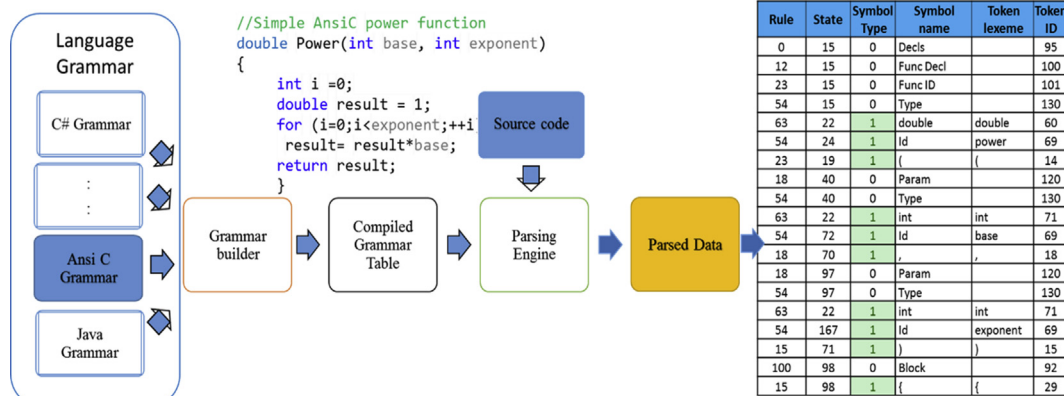 Language
Grammar
C# Grammar
:
:
Ansi C
Grammar
Java
Grammar
//Simple AnsiC power function
double Power(int base, int exponent)
{
int i =0;
double result = 1;
for (i=0;i<exponent;++i
result= result*base;
return result;
}
Source code
Grammar
builder
Compiled
Grammar
Table
Parsing
Engine
Parsed Data
Rule State Symbol Type Symbol name Token lexeme Token ID
0 15 0 Decls 95
12 15 0 Func Decl 100
23 15 0 Func ID 101
54 15 0 Type 130
63 22 1 double double 60
54 24 1 Id power 69
23 19 1 ( ( 14
18 40 0 Param 120
54 40 0 Type 130
63 22 1 int int 71
54 72 1 Id base 69
18 70 1 , , 18
18 97 0 Param 120
54 97 0 Type 130
63 22 1 int int 71
54 167 1 Id exponent 69
15 71 1 ) ) 15
100 98 0 Block 92
15 98 1 { { 29